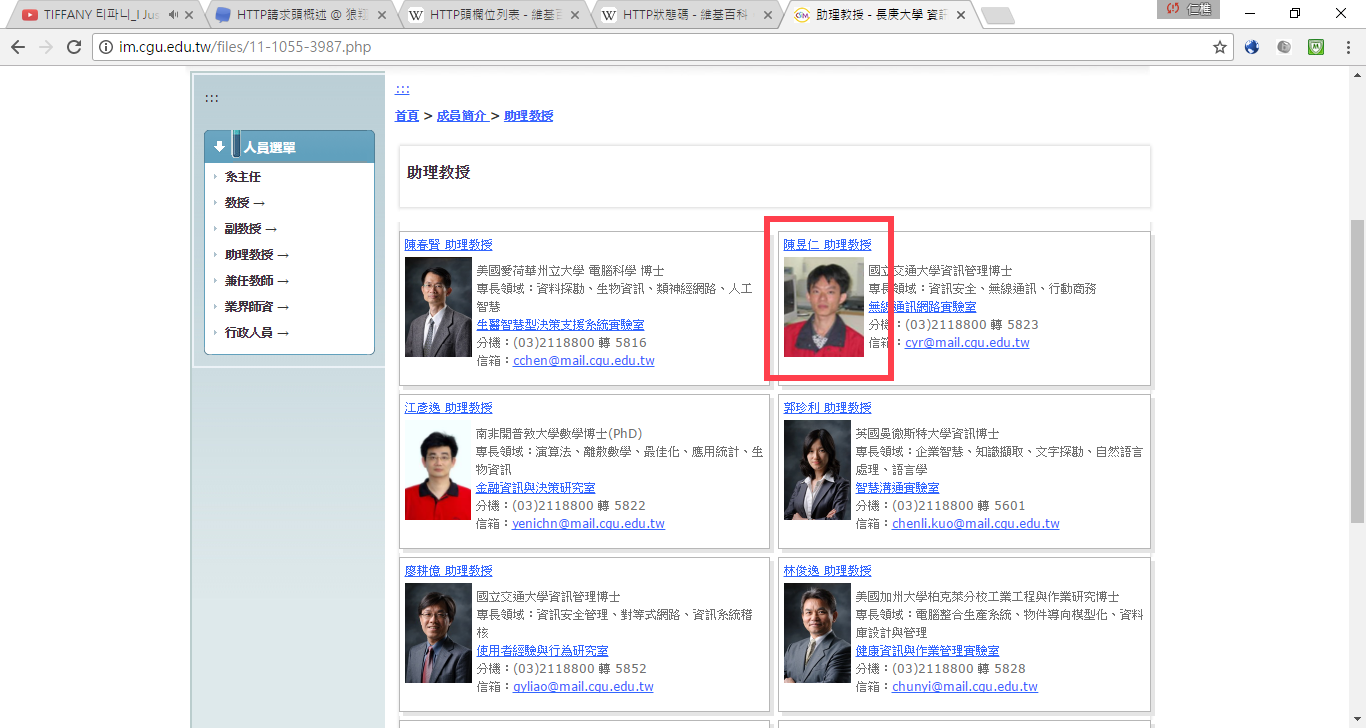 TIFFANY 티파니_I Jus
HTTP請求頭概述 @ 狼翔
HTTP頭欄位列表 - 維基百
HTTP狀態碼 - 維基百科
助理教授 - 長庚大學 資訊
仁維
im.cgu.edu.tw/files/11-1055-3987.php
:::
人員選單
系主任
教授 →
副教授 →
助理教授 →
兼任教師 →
業界師資 →
行政人員 →
:::
首頁 > 成員簡介 > 助理教授
助理教授
陳春賢 助理教授
美國愛荷華州立大學 電腦科學 博士
專長領域：資料探勘、生物資訊、類神經網路、人工
智慧
生醫智慧型決策支援系統實驗室
分機：(03)2118800 轉 5816
信箱：cchen@mail.cgu.edu.tw
陳昱仁 助理教授
國立交通大學資訊管理博士
專長領域：資訊安全、無線通訊、行動商務
無線通訊網路實驗室
分機：(03)2118800 轉 5823
信箱：cyr@mail.cgu.edu.tw
江彥逸 助理教授
南非開普敦大學數學博士(PhD)
專長領域：演算法、離散數學、最佳化、應用統計、生
物資訊
金融資訊與決策研究室
分機：(03)2118800 轉 5822
信箱：yenichn@mail.cgu.edu.tw
郭珍利 助理教授
英國曼徹斯特大學資訊博士
專長領域：企業智慧、知識擷取、文字探勘、自然語言
處理、語言學
智慧溝通實驗室
分機：(03)2118800 轉 5601
信箱：chenli.kuo@mail.cgu.edu.tw
廖耕億 助理教授
國立交通大學資訊管理博士
專長領域：資訊安全管理、對等式網路、資訊系統稽
核
使用者經驗與行為研究室
分機：(03)2118800 轉 5852
信箱：gyliao@mail.cgu.edu.tw
林俊逸 助理教授
美國加州大學柏克萊分校工業工程與作業研究博士
專長領域：電腦整合生產系統、物件導向模型化、資料
庫設計與管理
健康資訊與作業管理實驗室
分機：(03)2118800 轉 5828
信箱：chunyi@mail.cgu.edu.tw